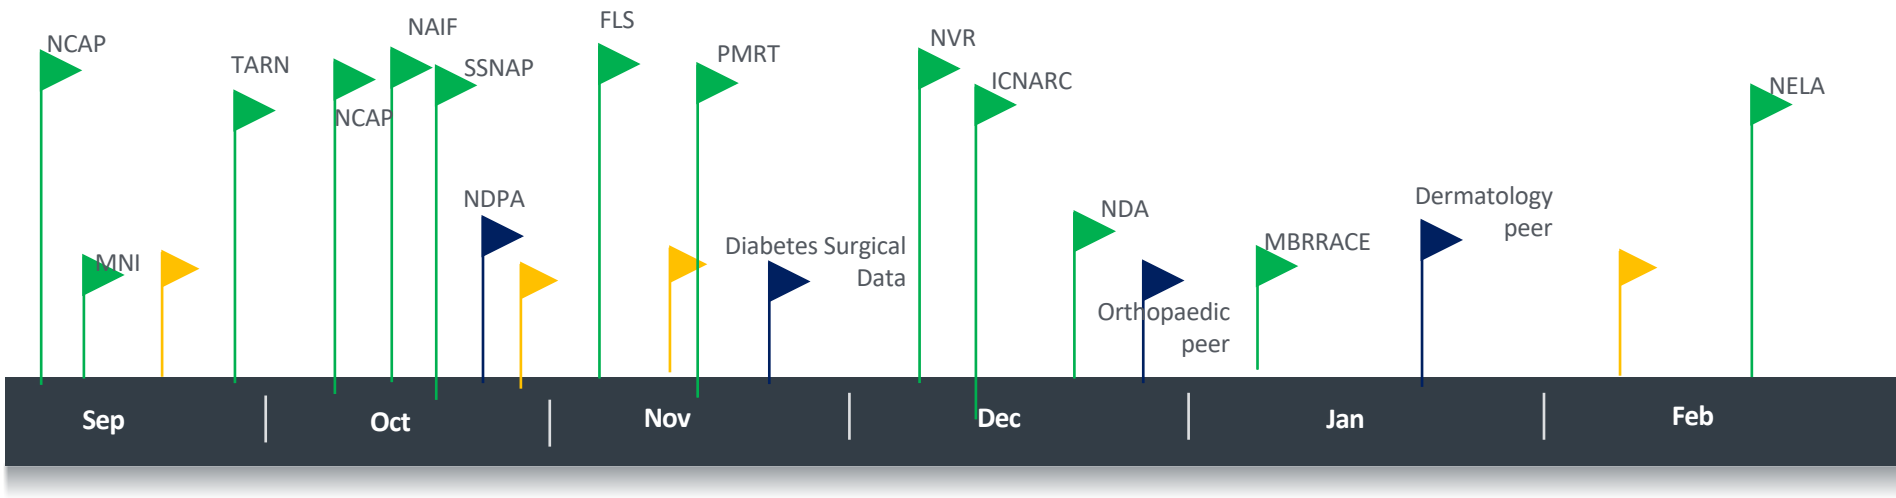 NCAP
MNI
TARN
NCAP
NAIF
SSNAP
NDPA
FLS
PMRT
Diabetes Surgical
Data
NVR
ICNARC
NDA
Orthopaedic
peer
MBRRACE
Dermatology
peer
NELA
Sep
Oct
Nov
Dec
Jan
Feb